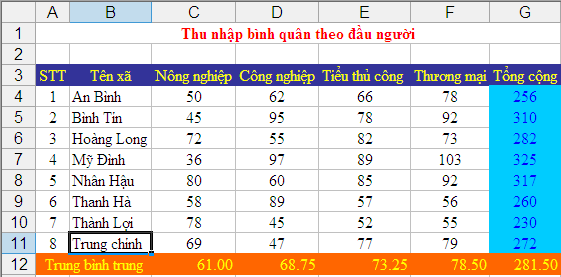 A B C D E F G
1 Thu nhập bình quân theo đầu người
2
3 STT Tên xã Nông nghiệp Công nghiệp Tiểu thủ công Thương mại Tổng cộng
4 1 An Bình 50 62 66 78 256
5 2 Bình Tín 45 95 78 92 310
6 3 Hoàng Long 72 55 82 73 282
7 4 Mỹ Đình 36 97 89 103 325
8 5 Nhân Hậu 80 60 85 92 317
9 6 Thanh Hà 58 89 57 56 260
10 7 Thành Lợi 78 45 52 55 230
11 8 Trung chính 69 47 77 79 272
12 Trung bình trung 61.00 68.75 73.25 78.50 281.50